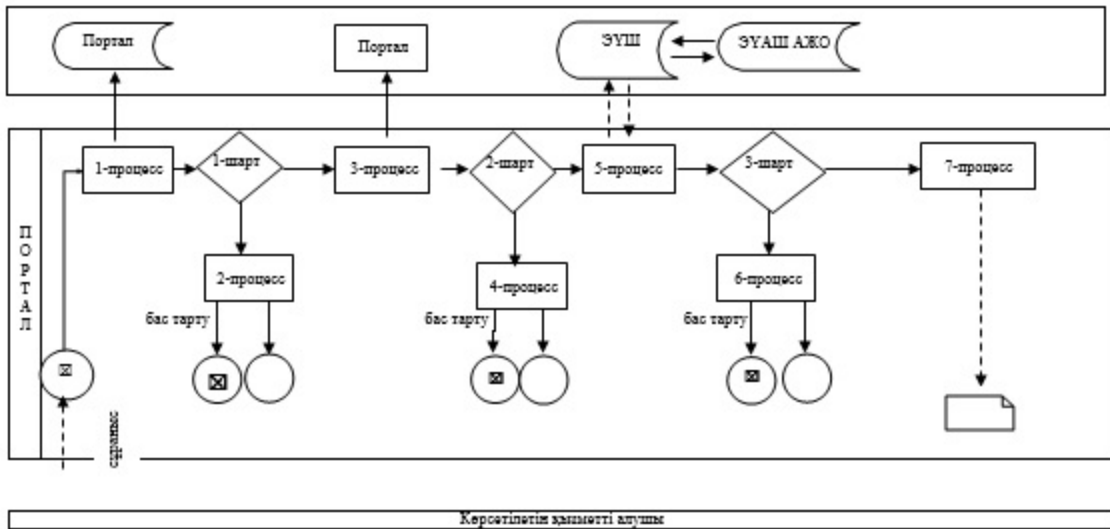 Портал
Портал
ЭҮШ
ЭҮАШ АЖО
ПОРТАЛ
1-процесс
1-шарт
3-процесс
2-шарт
5-процесс
3-шарт
7-процесс
2-процесс
4-процесс
6-процесс
бас тарту
бас тарту
бас тарту
сұраныс
Көрсетілетін қызметті алушы